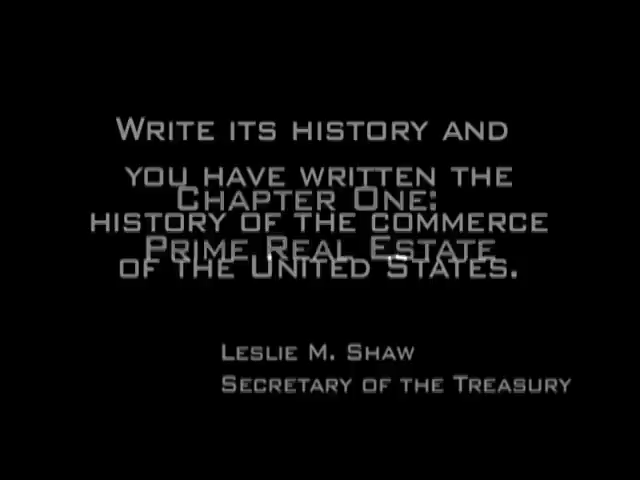 Write its history and
you have written the
Chapter One:
history of the commerce
Prime Real Estate
of the United States.
Leslie M. Shaw
Secretary of the Treasury